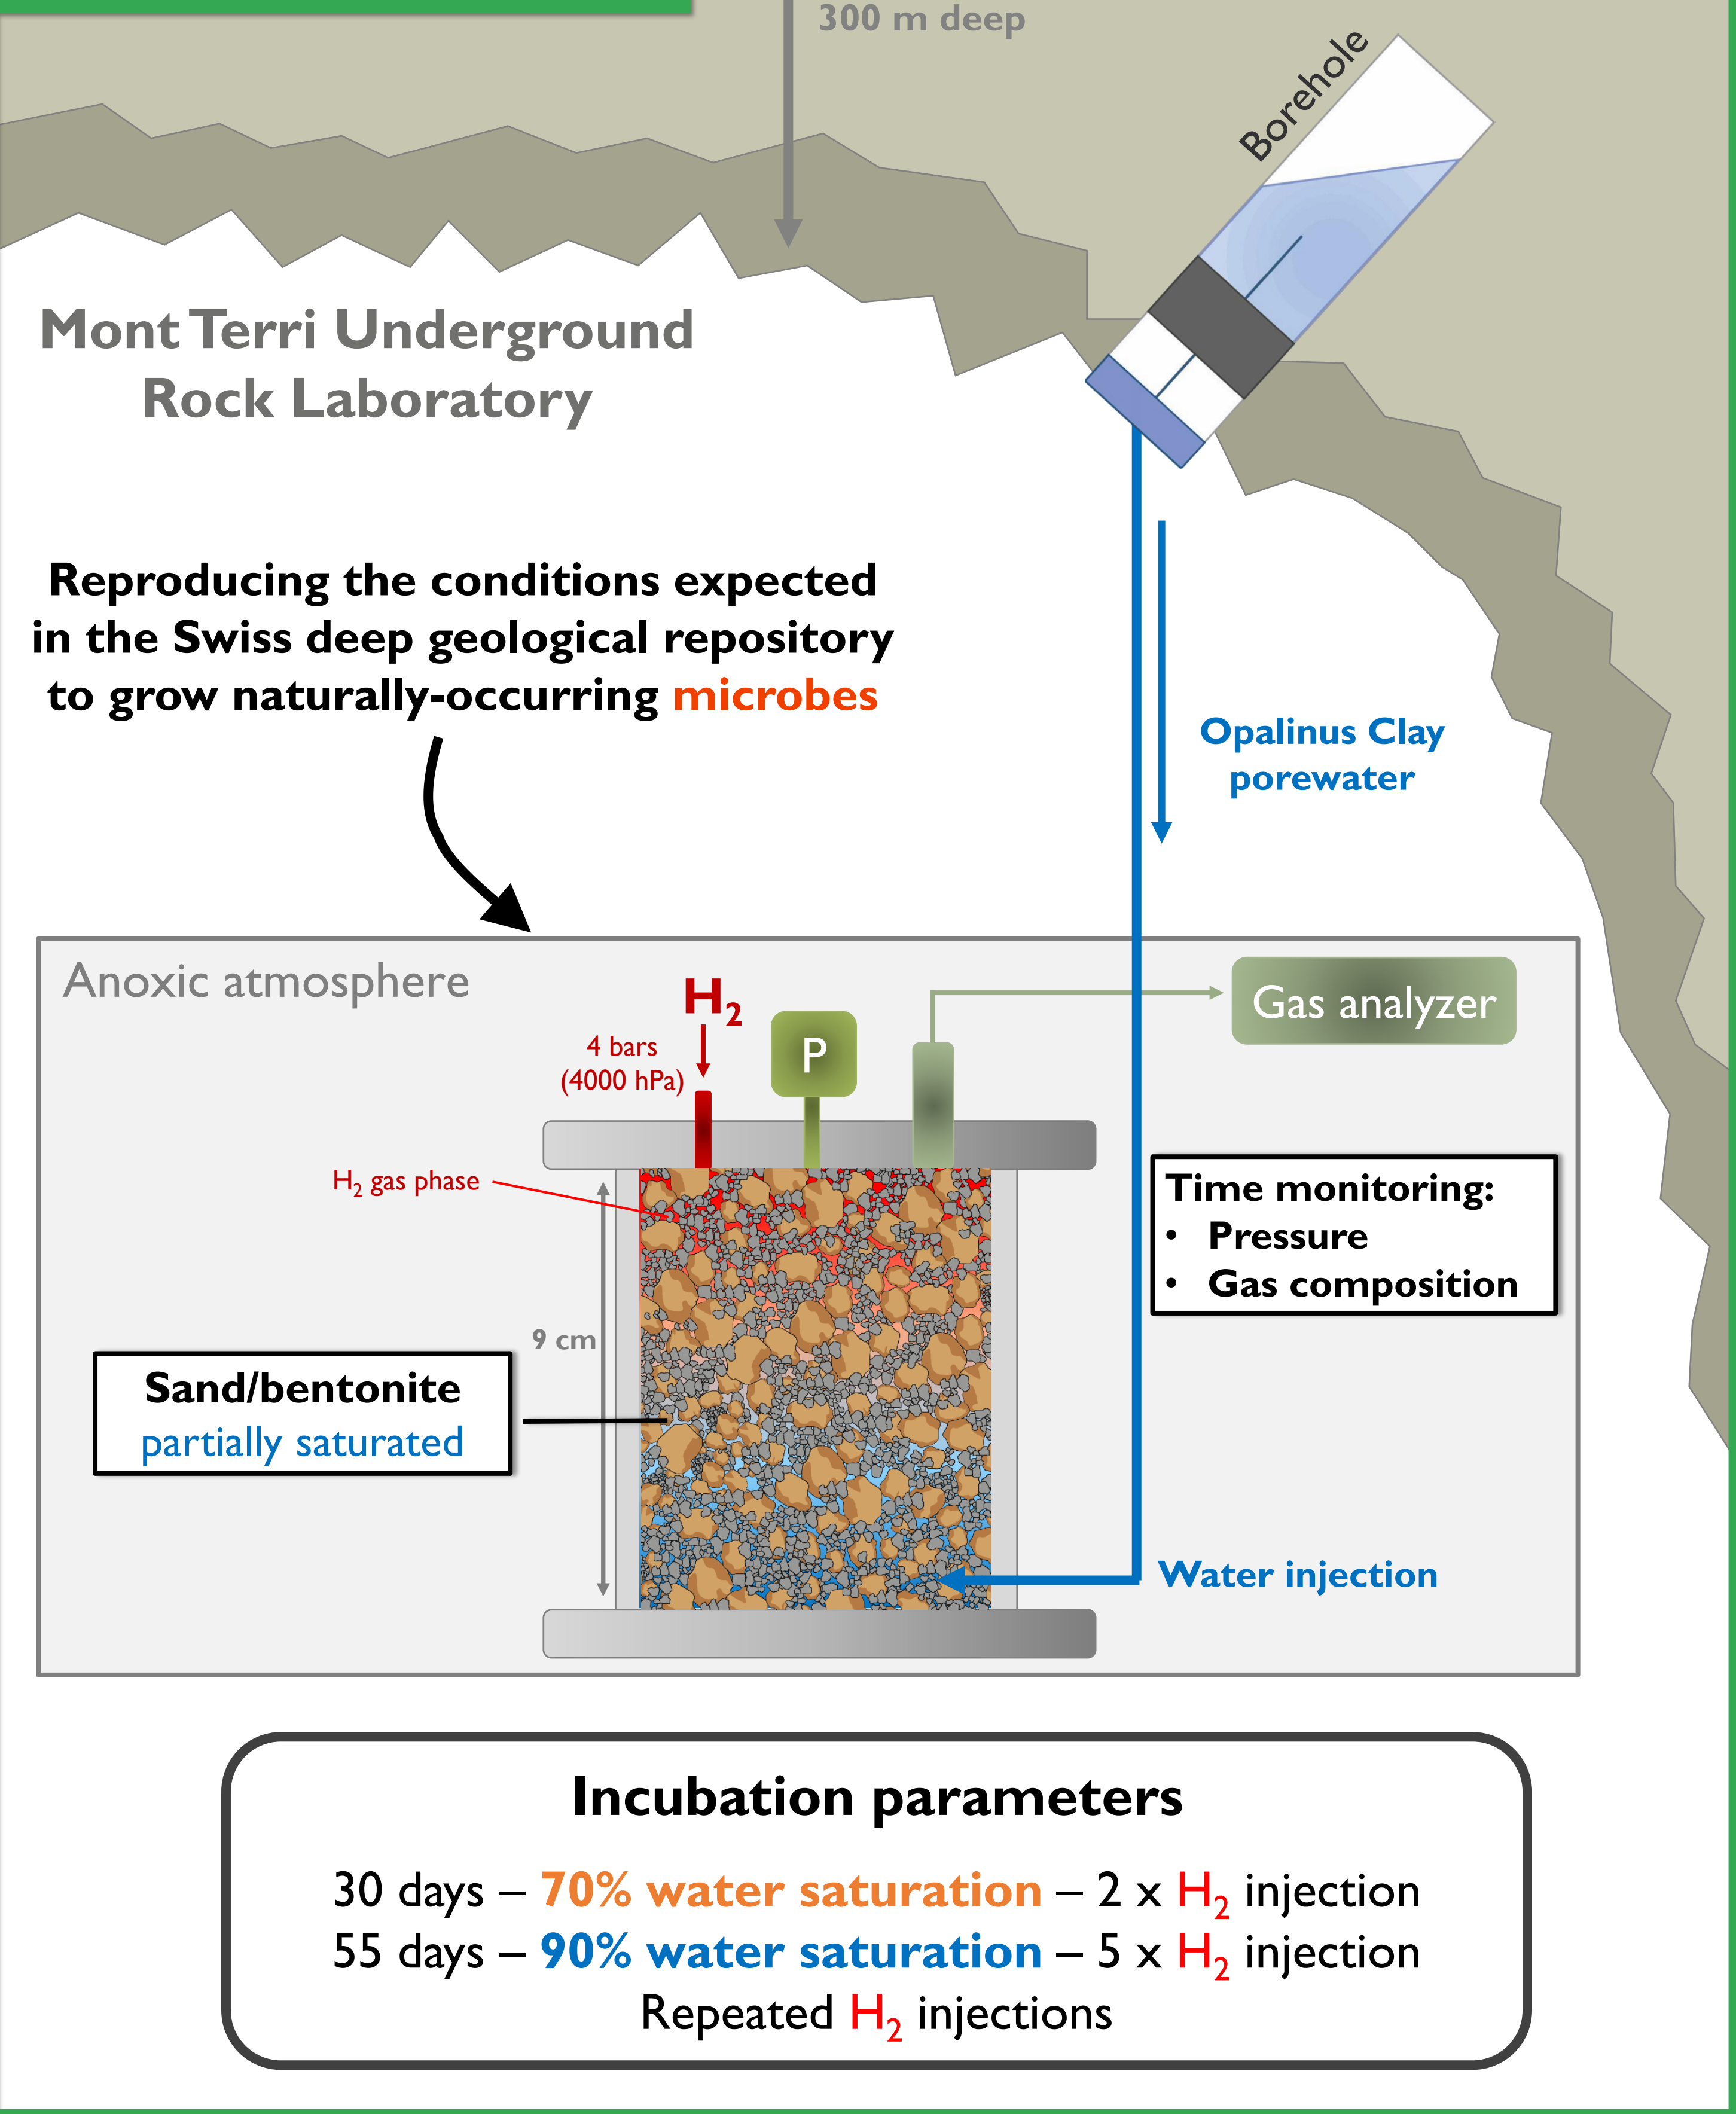 300 m deep
Borehole
Mont Terri Underground
Rock Laboratory
Reproducing the conditions expected
in the Swiss deep geological repository
to grow naturally-occurring microbes
Opalinus Clay
porewater
Anoxic atmosphere
H₂
4 bars
(4000 hPa)
P
Gas analyzer
H₂ gas phase
Time monitoring:
• Pressure
• Gas composition
9 cm
Sand/bentonite
partially saturated
Water injection
Incubation parameters
30 days – 70% water saturation – 2 x H₂ injection
55 days – 90% water saturation – 5 x H₂ injection
Repeated H₂ injections